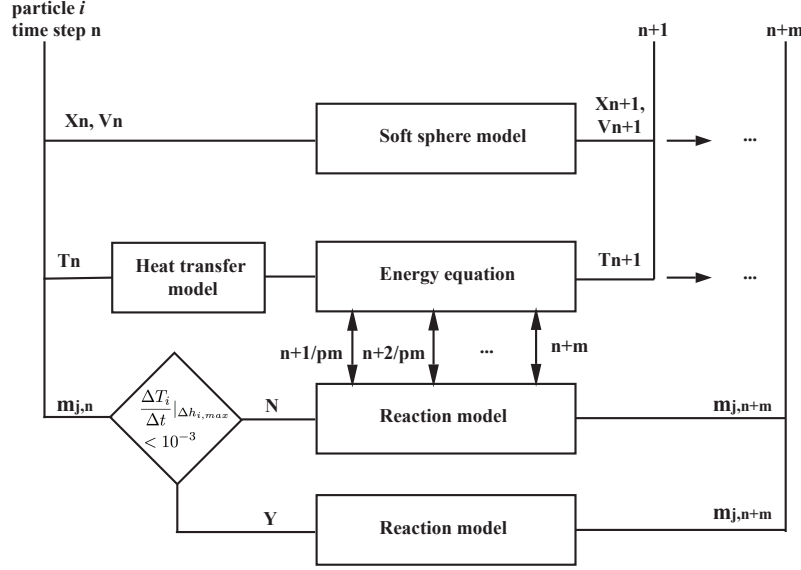 particle i
time step n
n+1
n+m
Xn, Vn
Soft sphere model
Xn+1,
Vn+1
...
Tn
Heat transfer
model
Energy equation
Tn+1
...
n+1/pm
n+2/pm
...
n+m
mj,n
ΔTi
Δt
|Δhi,max
< 10−3
N
Reaction model
mj,n+m
Y
Reaction model
mj,n+m